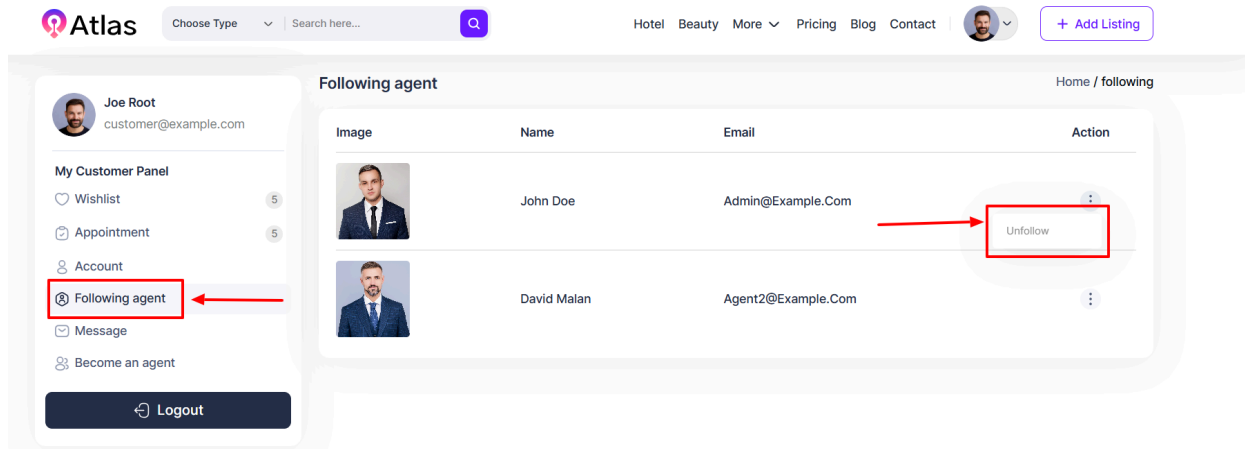 Atlas
Choose Type
Search here...
Hotel Beauty More Pricing Blog Contact
+ Add Listing
Joe Root
customer@example.com
My Customer Panel
Wishlist 5
Appointment 5
Account
Following agent
Message
Become an agent
Logout
Following agent
Home / following
Image Name Email Action
John Doe Admin@Example.Com
Unfollow
David Malan Agent2@Example.Com